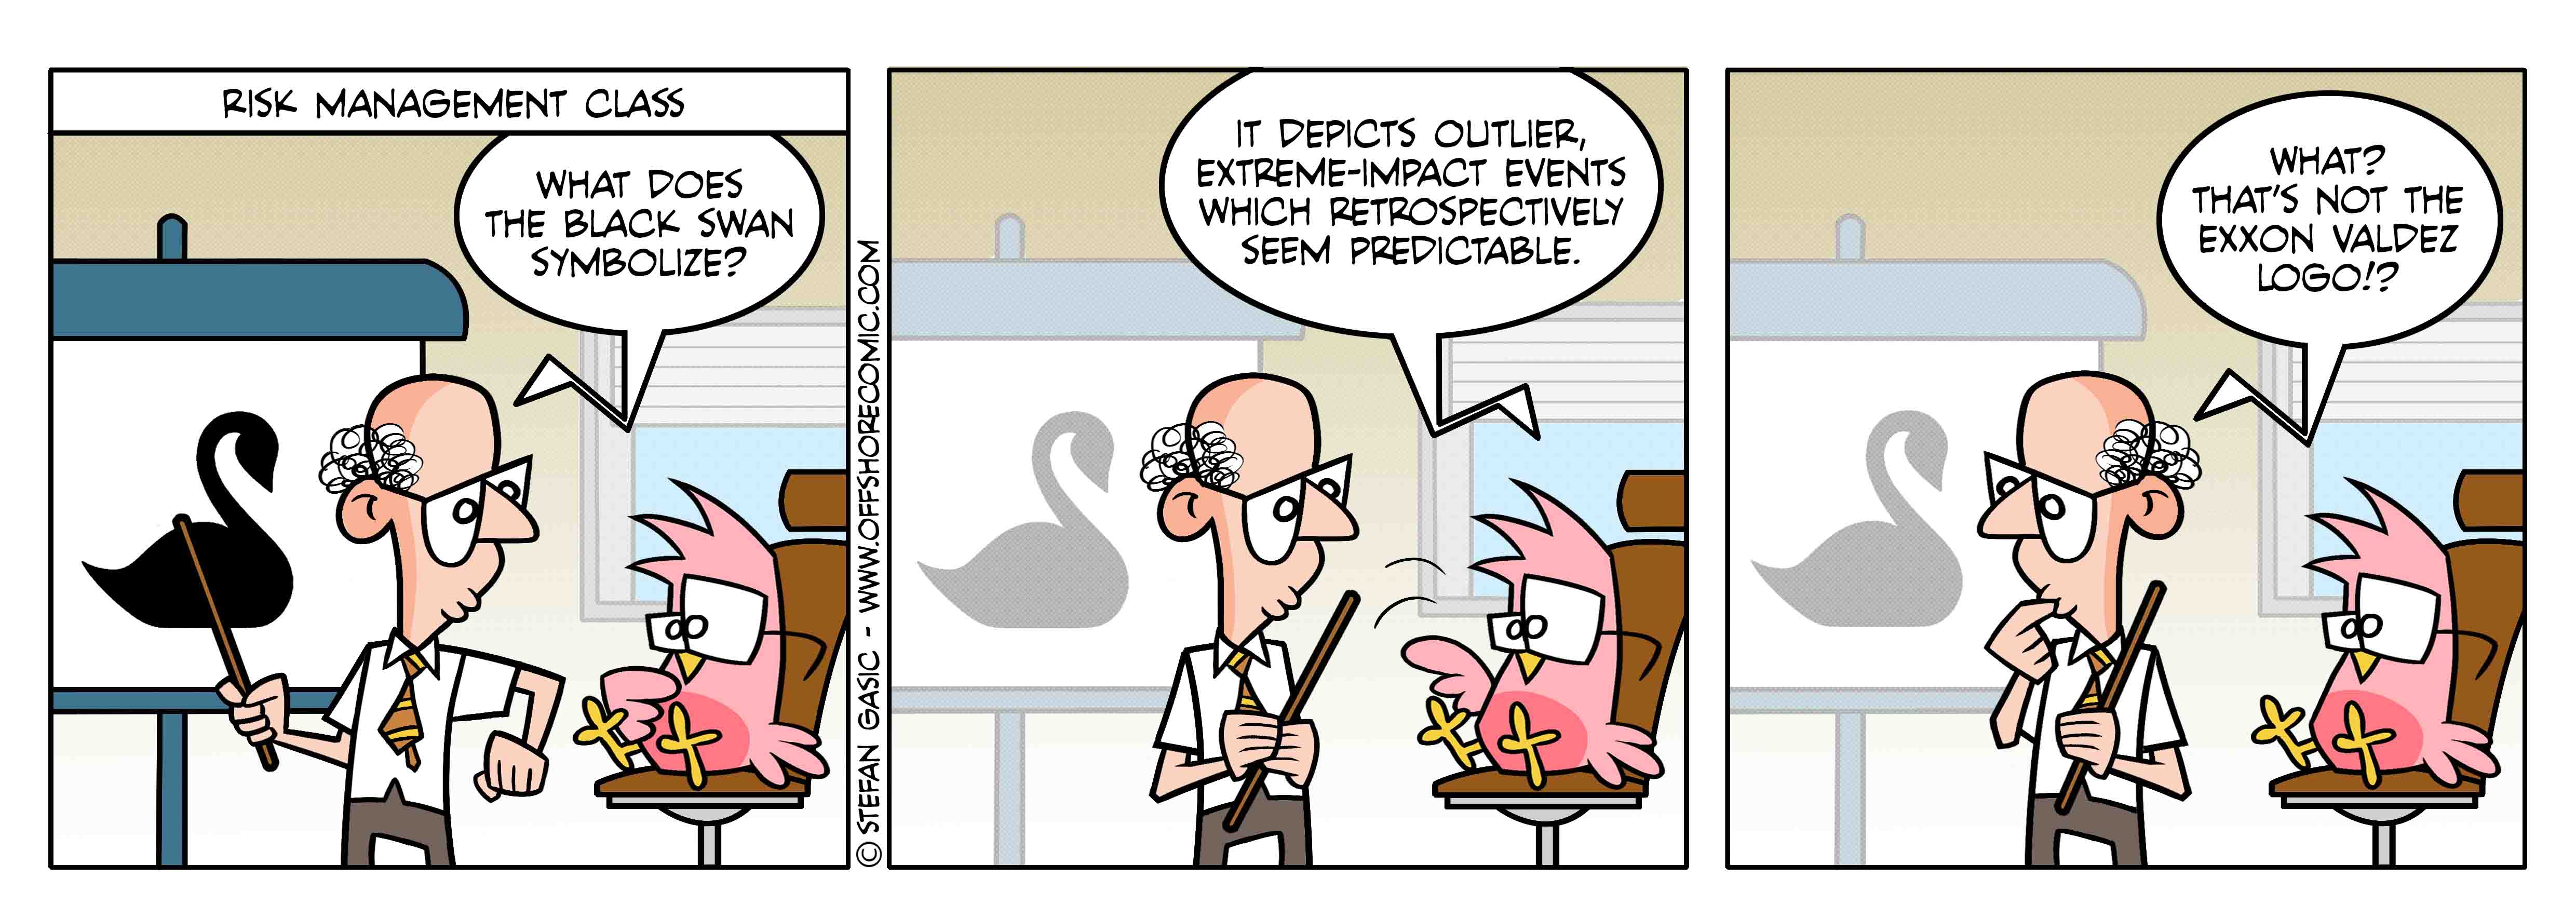 RISK MANAGEMENT CLASS
WHAT DOES
THE BLACK SWAN
SYMBOLIZE?
© STEFAN GASIC - WWW.OFFSHORECOMIC.COM
IT DEPICTS OUTLIER,
EXTREME-IMPACT EVENTS
WHICH RETROSPECTIVELY
SEEM PREDICTABLE.
WHAT?
THAT'S NOT THE
EXXON VALDEZ
LOGO!?